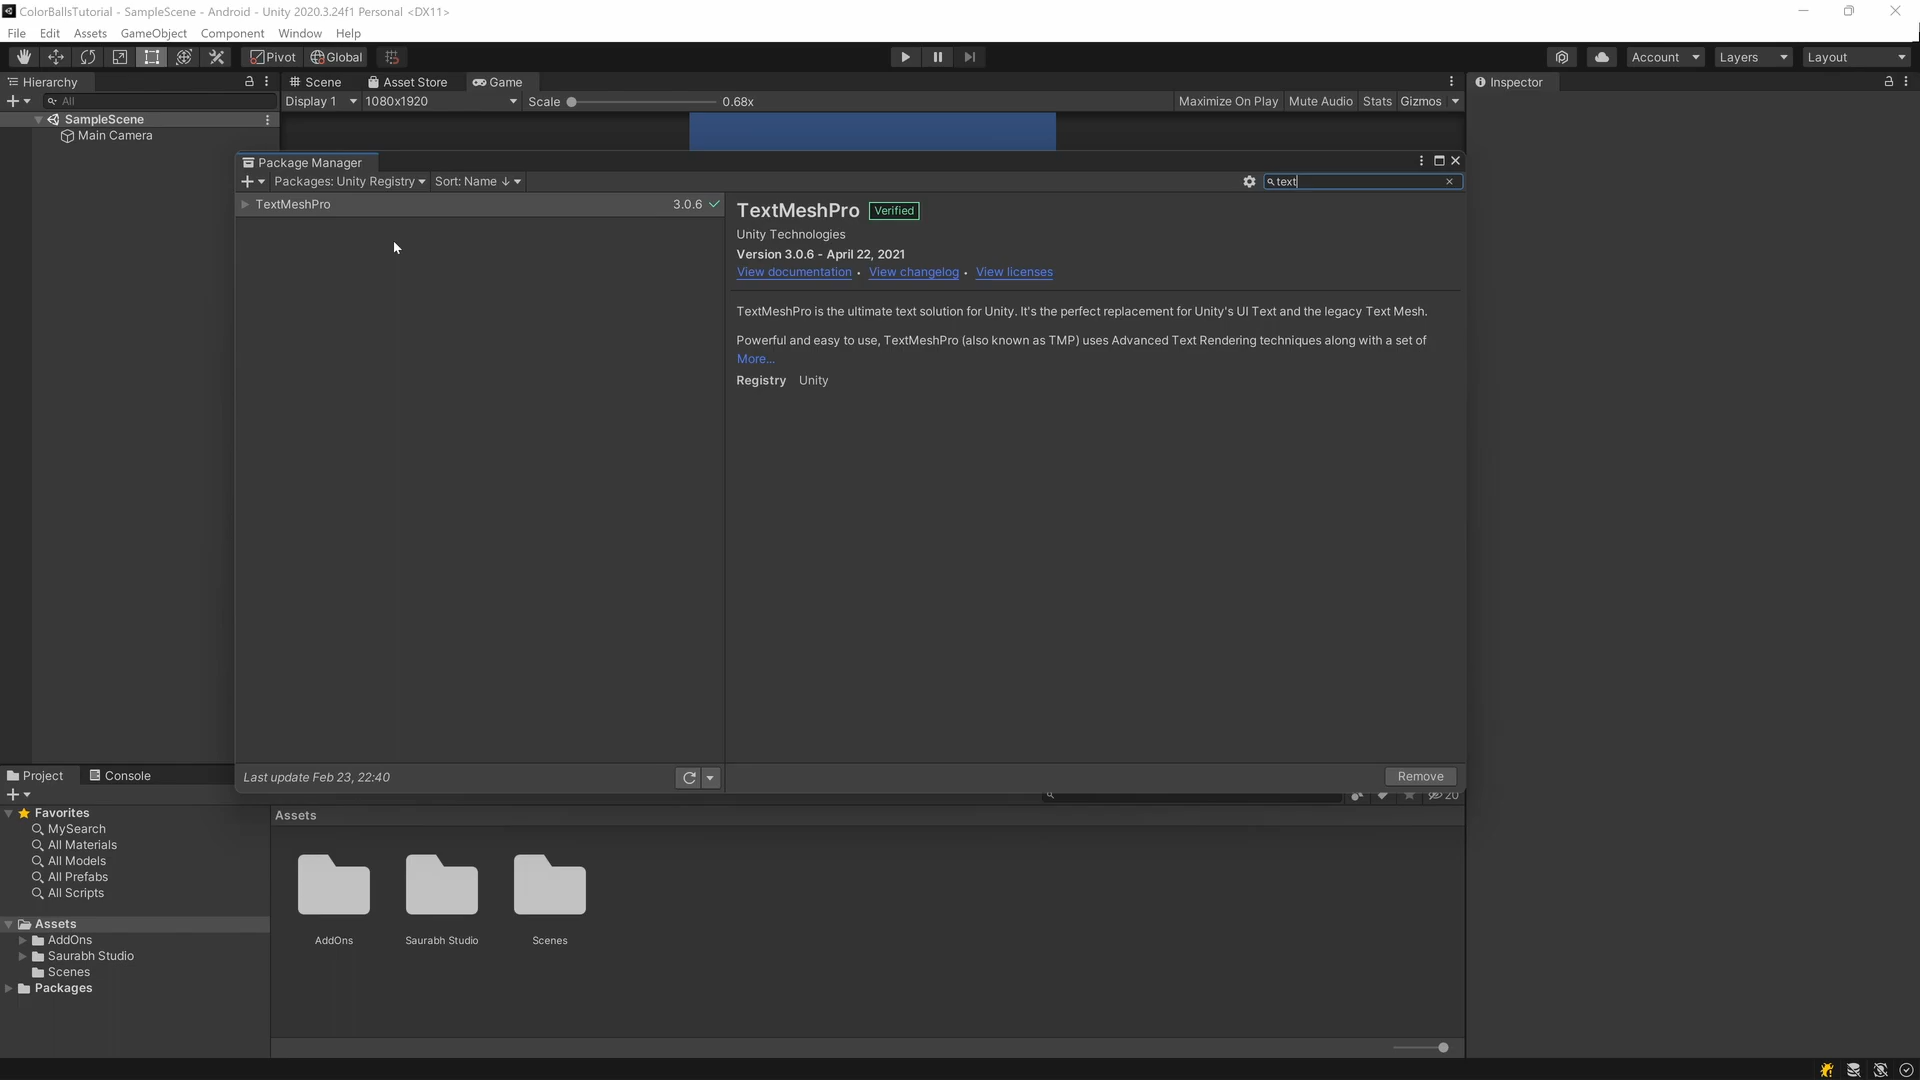 ColorBallsTutorial - SampleScene - Android - Unity 2020.3.24f1 Personal <DX11>
File Edit Assets GameObject Component Window Help
Pivot Global Account Layers Layout
Hierarchy Scene Asset Store Game Inspector
All Display 1 1080x1920 Scale 0.68x Maximize On Play Mute Audio Stats Gizmos
SampleScene
Main Camera
Package Manager
Packages: Unity Registry Sort: Name ↓ text
TextMeshPro 3.0.6
TextMeshPro Verified
Unity Technologies
Version 3.0.6 - April 22, 2021
View documentation • View changelog • View licenses
TextMeshPro is the ultimate text solution for Unity. It's the perfect replacement for Unity's UI Text and the legacy Text Mesh.
Powerful and easy to use, TextMeshPro (also known as TMP) uses Advanced Text Rendering techniques along with a set of
More...
Registry Unity
Last update Feb 23, 22:40 Remove
Project Console
20
Favorites
MySearch
All Materials
All Models
All Prefabs
All Scripts
Assets
AddOns
Saurabh Studio
Scenes
Packages
Assets
AddOns Saurabh Studio Scenes